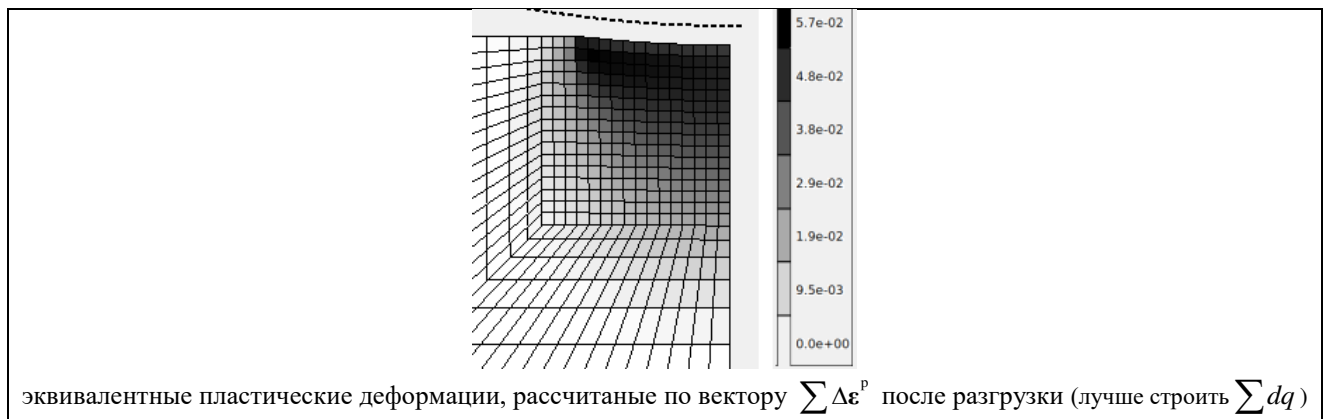 5.7e-02
4.8e-02
3.8e-02
2.9e-02
1.9e-02
9.5e-03
0.0e+00
эквивалентные пластические деформации, рассчитаные по вектору ∑Δεᵖ после разгрузки (лучше строить ∑dq )